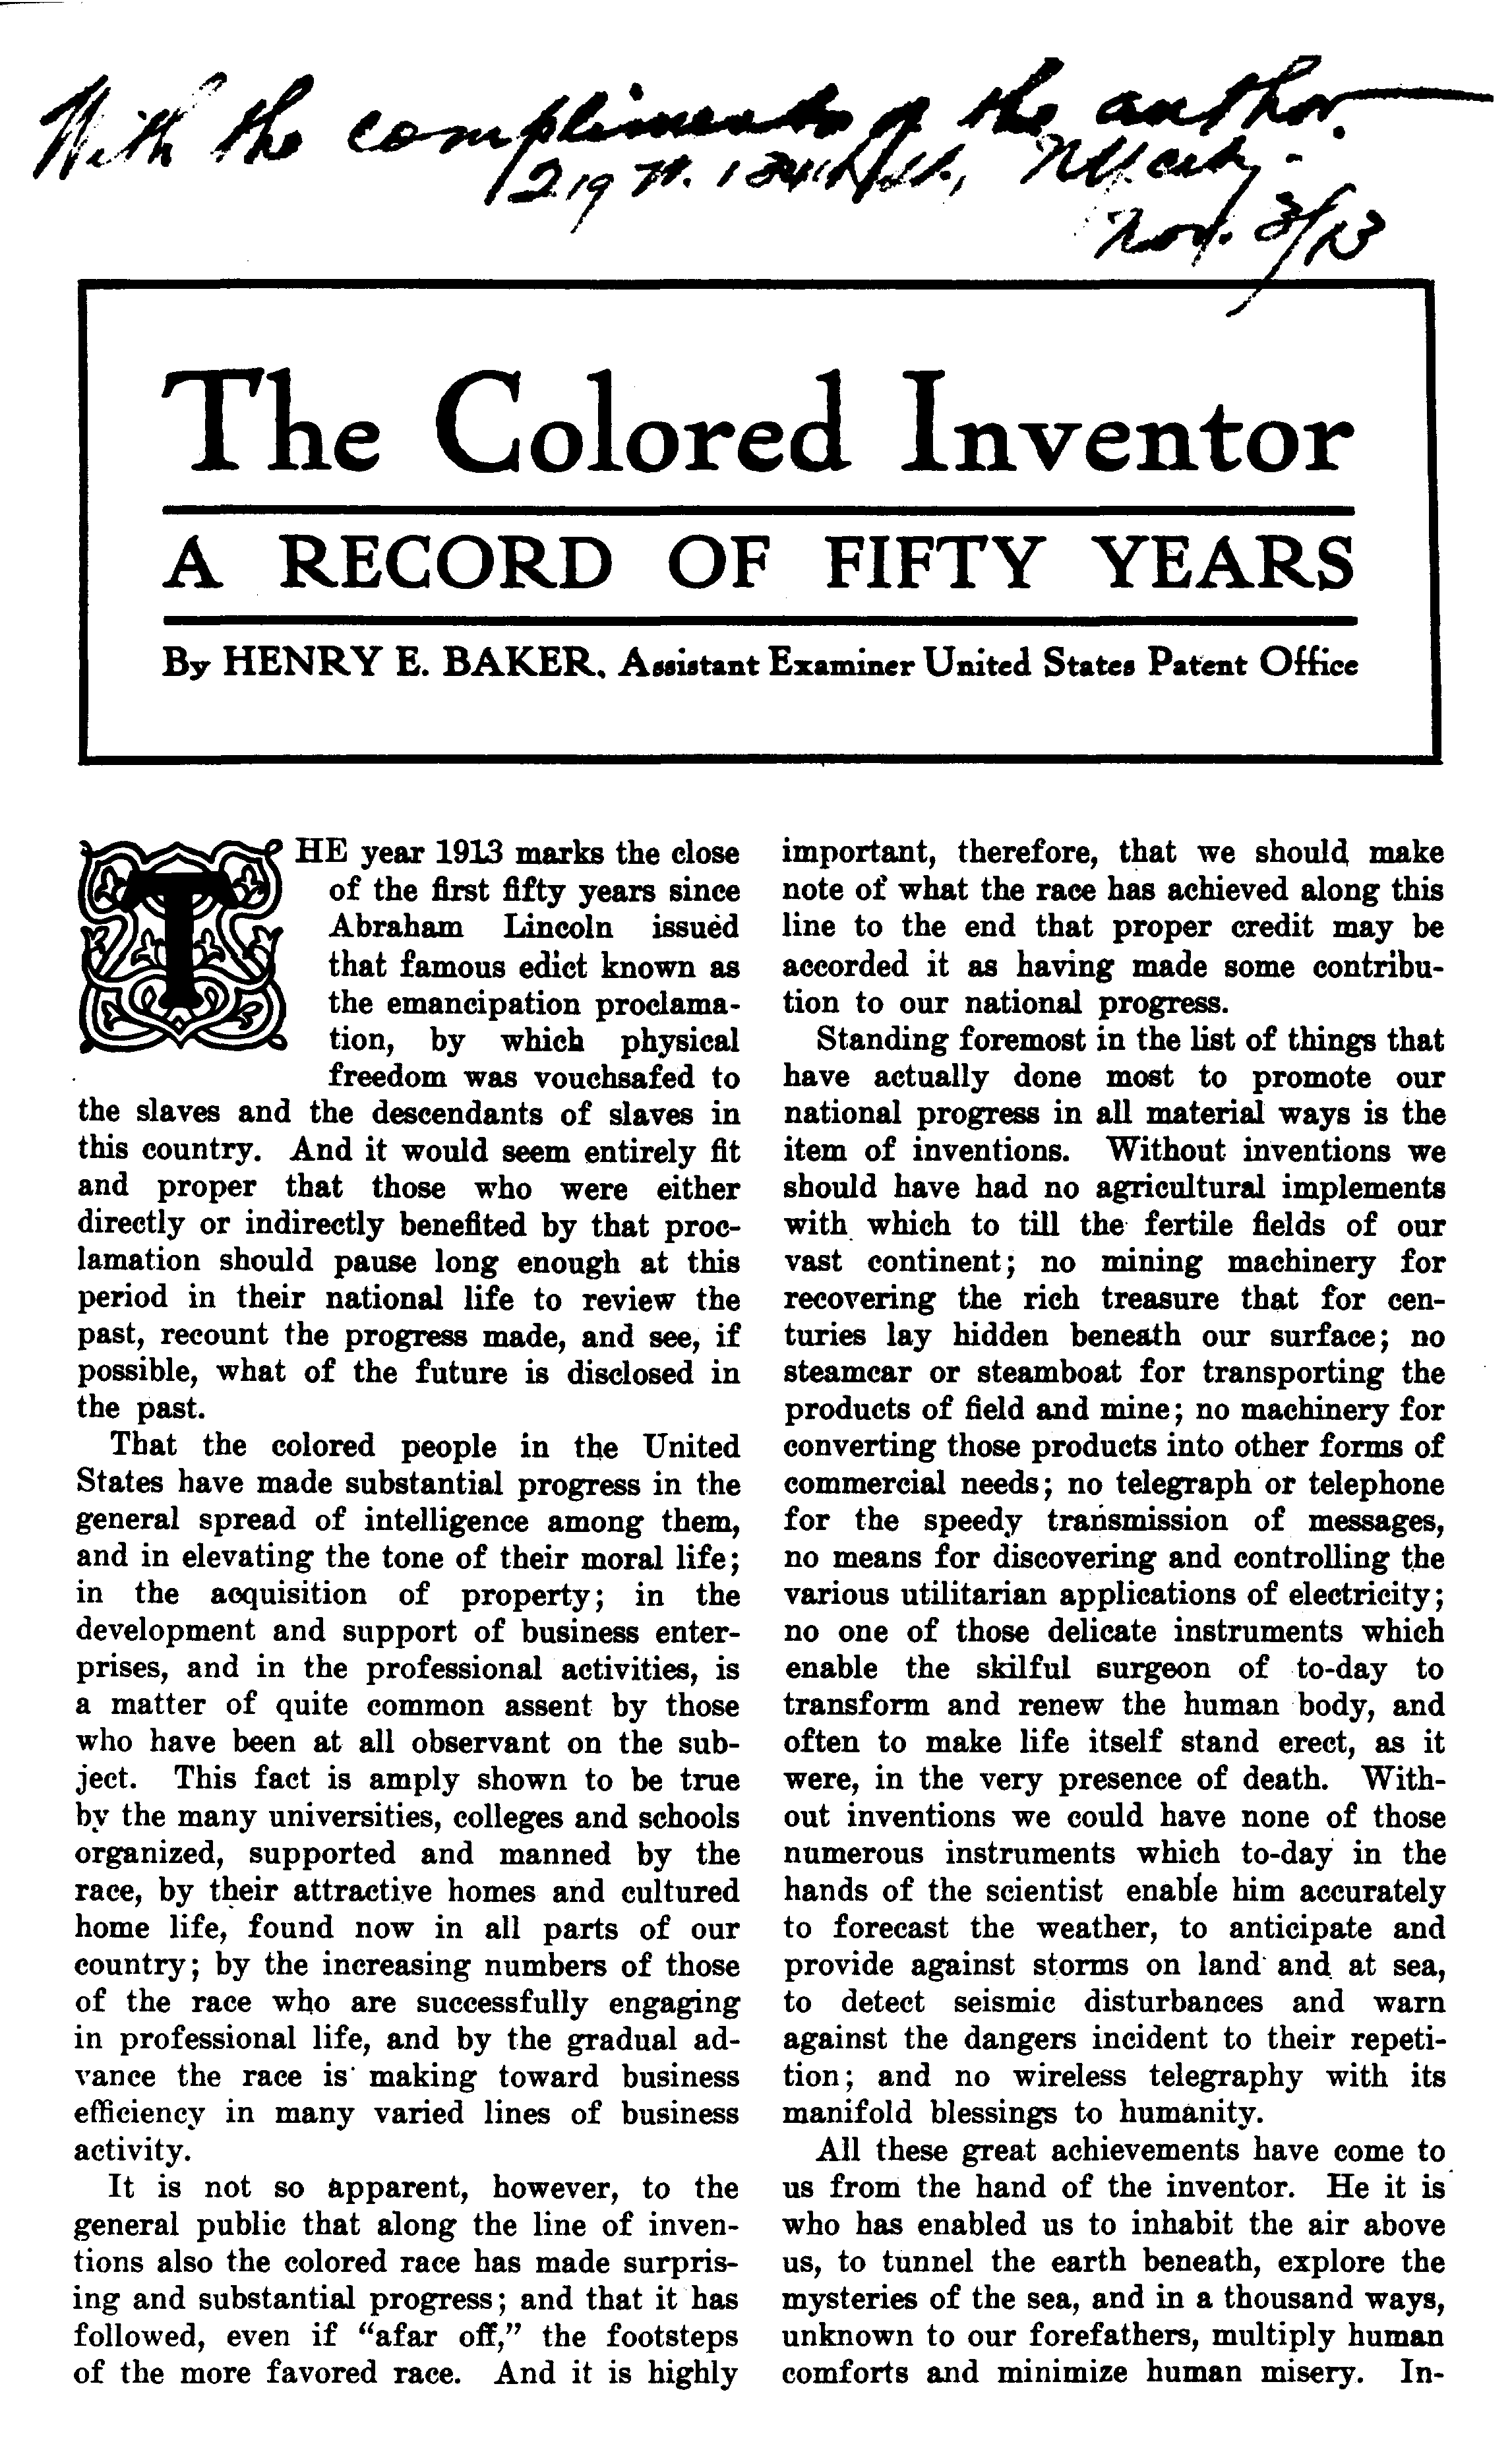 With the compliments of the author.
219 W. 134th St., N.Y. City.
Nov. 3/13
The Colored Inventor
A RECORD OF FIFTY YEARS
By HENRY E. BAKER, Assistant Examiner United States Patent Office
THE year 1913 marks the close
of the first fifty years since
Abraham Lincoln issued
that famous edict known as
the emancipation proclama-
tion, by which physical
freedom was vouchsafed to
the slaves and the descendants of slaves in
this country. And it would seem entirely fit
and proper that those who were either
directly or indirectly benefited by that proc-
lamation should pause long enough at this
period in their national life to review the
past, recount the progress made, and see, if
possible, what of the future is disclosed in
the past.
That the colored people in the United
States have made substantial progress in the
general spread of intelligence among them,
and in elevating the tone of their moral life;
in the acquisition of property; in the
development and support of business enter-
prises, and in the professional activities, is
a matter of quite common assent by those
who have been at all observant on the sub-
ject. This fact is amply shown to be true
by the many universities, colleges and schools
organized, supported and manned by the
race, by their attractive homes and cultured
home life, found now in all parts of our
country; by the increasing numbers of those
of the race who are successfully engaging
in professional life, and by the gradual ad-
vance the race is making toward business
efficiency in many varied lines of business
activity.
It is not so apparent, however, to the
general public that along the line of inven-
tions also the colored race has made surpris-
ing and substantial progress; and that it has
followed, even if "afar off," the footsteps
of the more favored race. And it is highly
important, therefore, that we should make
note of what the race has achieved along this
line to the end that proper credit may be
accorded it as having made some contribu-
tion to our national progress.
Standing foremost in the list of things that
have actually done most to promote our
national progress in all material ways is the
item of inventions. Without inventions we
should have had no agricultural implements
with which to till the fertile fields of our
vast continent; no mining machinery for
recovering the rich treasure that for cen-
turies lay hidden beneath our surface; no
steamcar or steamboat for transporting the
products of field and mine; no machinery for
converting those products into other forms of
commercial needs; no telegraph or telephone
for the speedy transmission of messages,
no means for discovering and controlling the
various utilitarian applications of electricity;
no one of those delicate instruments which
enable the skilful surgeon of to-day to
transform and renew the human body, and
often to make life itself stand erect, as it
were, in the very presence of death. With-
out inventions we could have none of those
numerous instruments which to-day in the
hands of the scientist enable him accurately
to forecast the weather, to anticipate and
provide against storms on land and at sea,
to detect seismic disturbances and warn
against the dangers incident to their repeti-
tion; and no wireless telegraphy with its
manifold blessings to humanity.
All these great achievements have come to
us from the hand of the inventor. He it is
who has enabled us to inhabit the air above
us, to tunnel the earth beneath, explore the
mysteries of the sea, and in a thousand ways,
unknown to our forefathers, multiply human
comforts and minimize human misery. In-